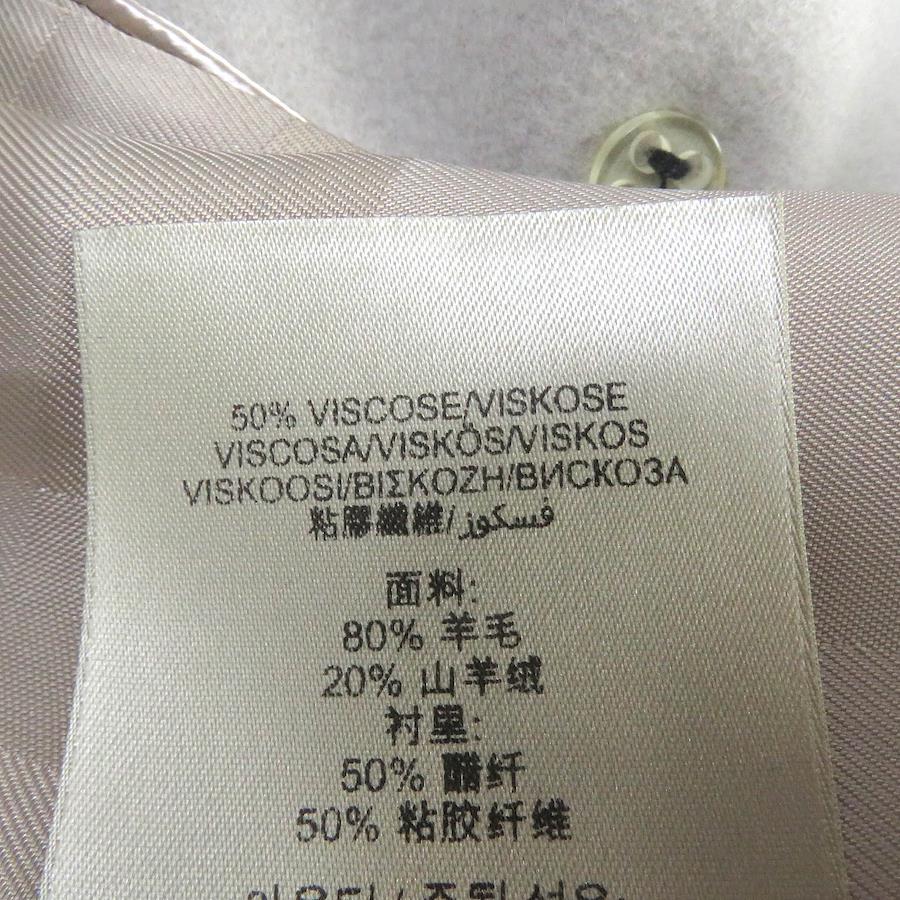 50% VISCOSE/VISKOSE
VISCOSA/VISKÓS/VISKOS
VISKOOSI/ΒΙΣΚΟΖΗ/ВИСКОЗА
粘膠纖維/فسكوز
面料:
80% 羊毛
20% 山羊绒
衬里:
50% 醋纤
50% 粘胶纤维